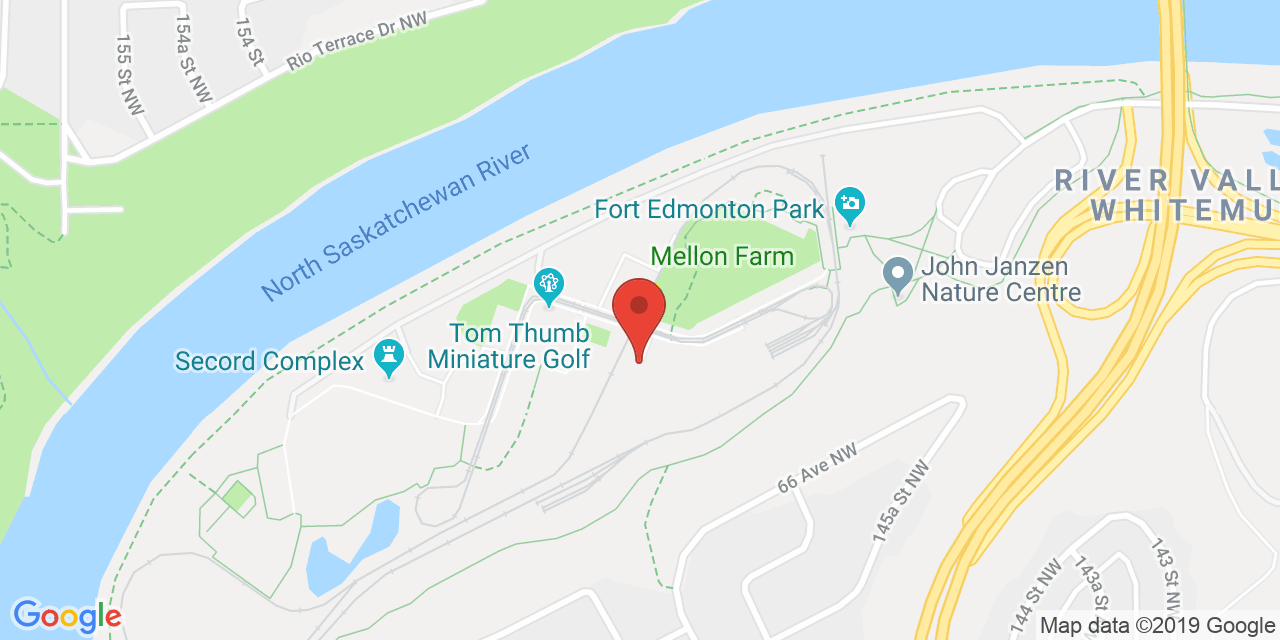 155 St NW
154a St NW
154 St
Rio Terrace Dr NW
North Saskatchewan River
RIVER VALL
WHITEMU
Fort Edmonton Park
Mellon Farm
John Janzen
Nature Centre
Tom Thumb
Miniature Golf
Secord Complex
66 Ave NW
145a St NW
144 St NW
143a St
143 St NW
Google
Map data ©2019 Google